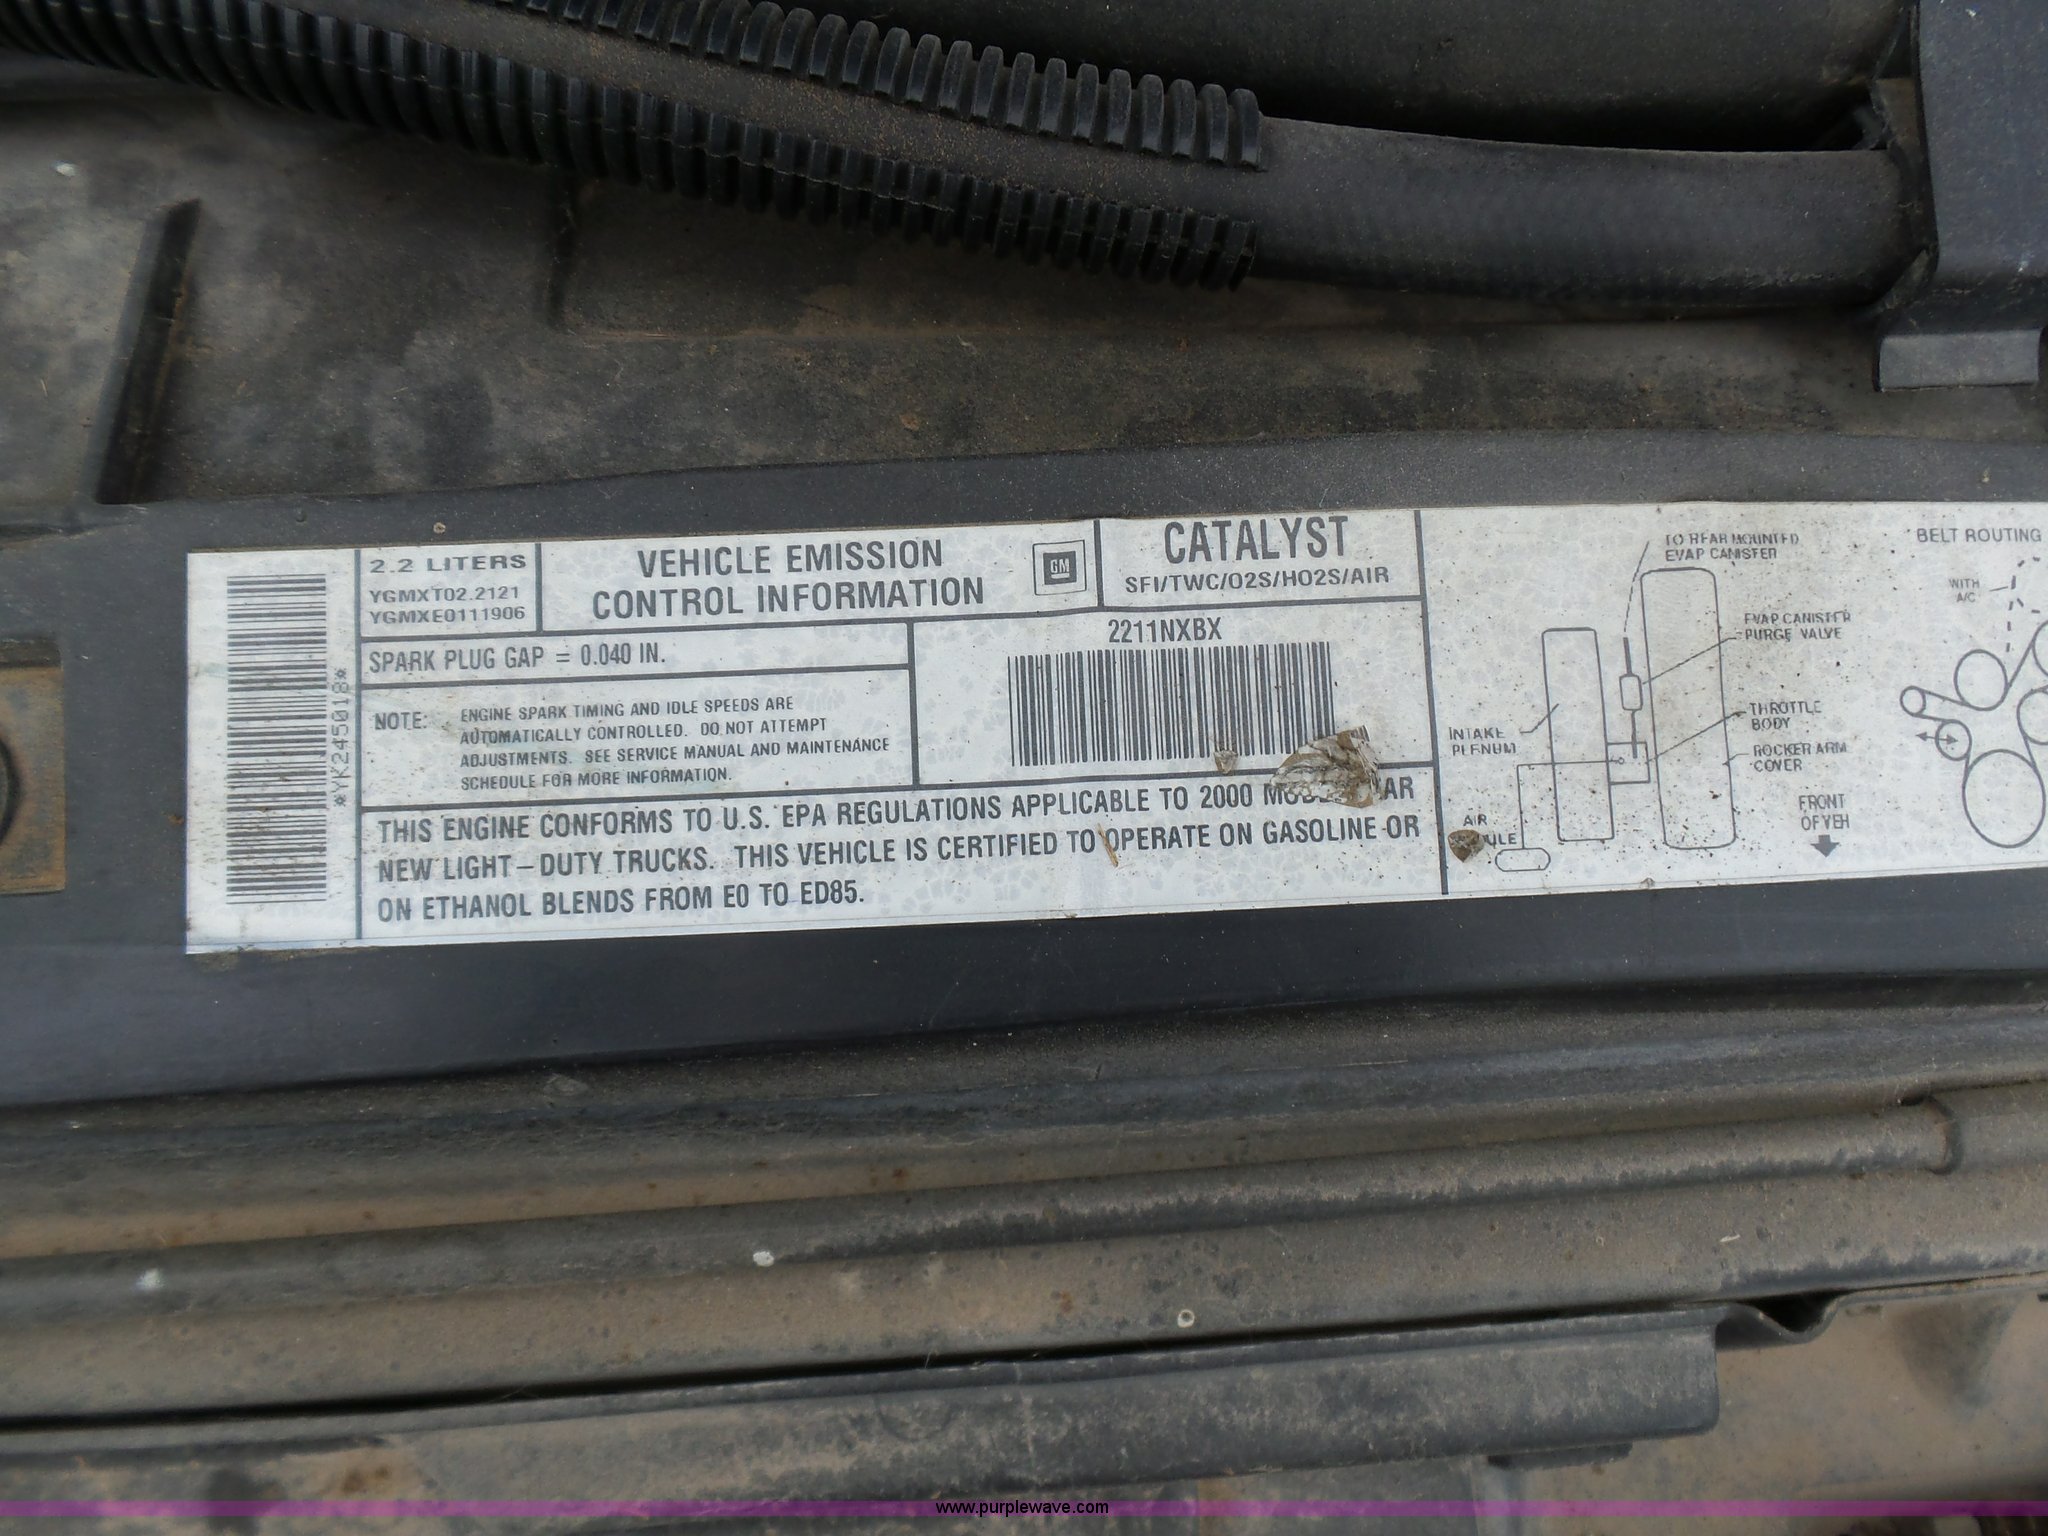 *YK245018*
2.2 LITERS
YGMXT02.2121
YGMXE0111906
VEHICLE EMISSION
CONTROL INFORMATION
GM
CATALYST
SFI/TWC/O2S/HO2S/AIR
SPARK PLUG GAP = 0.040 IN.
NOTE: ENGINE SPARK TIMING AND IDLE SPEEDS ARE
AUTOMATICALLY CONTROLLED. DO NOT ATTEMPT
ADJUSTMENTS. SEE SERVICE MANUAL AND MAINTENANCE
SCHEDULE FOR MORE INFORMATION.
2211NXBX
THIS ENGINE CONFORMS TO U.S. EPA REGULATIONS APPLICABLE TO 2000
NEW LIGHT-DUTY TRUCKS. THIS VEHICLE IS CERTIFIED TO OPERATE ON GASOLINE OR
ON ETHANOL BLENDS FROM E0 TO ED85.
TO REAR MOUNTED
EVAP CANISTER
EVAP CANISTER
PURGE VALVE
THROTTLE
BODY
INTAKE
PLENUM
ROCKER ARM
COVER
AIR
FRONT
OF VEH
BELT ROUTING
WITH
A/C
www.purplewave.com